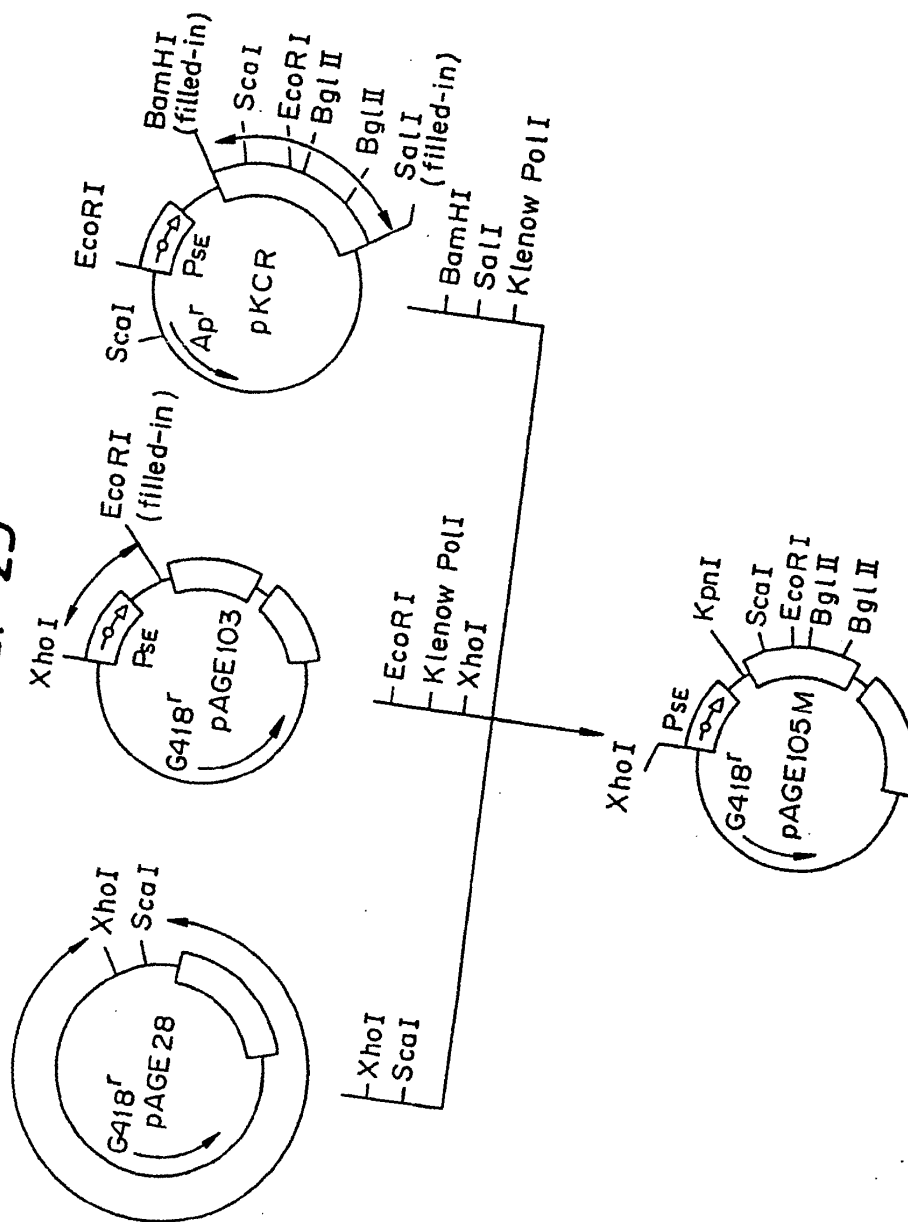 25
XhoI
ScaI
G418r
pAGE28
XhoI
ScaI
XhoI
EcoRI
(filled-in)
PSE
G418r
pAGE103
EcoRI
Klenow PolI
XhoI
EcoRI
ScaI
PSE
Apr
pKCR
BamHI
(filled-in)
ScaI
EcoRI
BglII
BglII
SalI
(filled-in)
BamHI
SalI
Klenow PolI
XhoI
PSE
KpnI
G418r
pAGE105M
ScaI
EcoRI
BglII
BglII